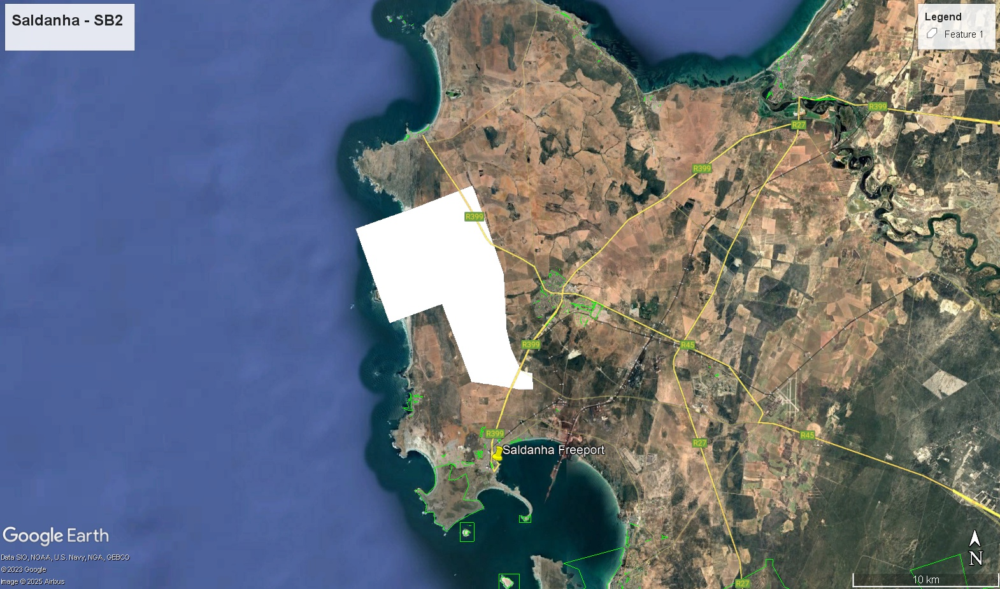 Saldanha - SB2
Legend
Feature 1
R399
R27
R399
R399
R399
R45
R399
R45
R27
Saldanha Freeport
Google Earth
Data SIO, NOAA, U.S. Navy, NGA, GEBCO
©2023 Google
Image © 2025 Airbus
N
10 km
R27